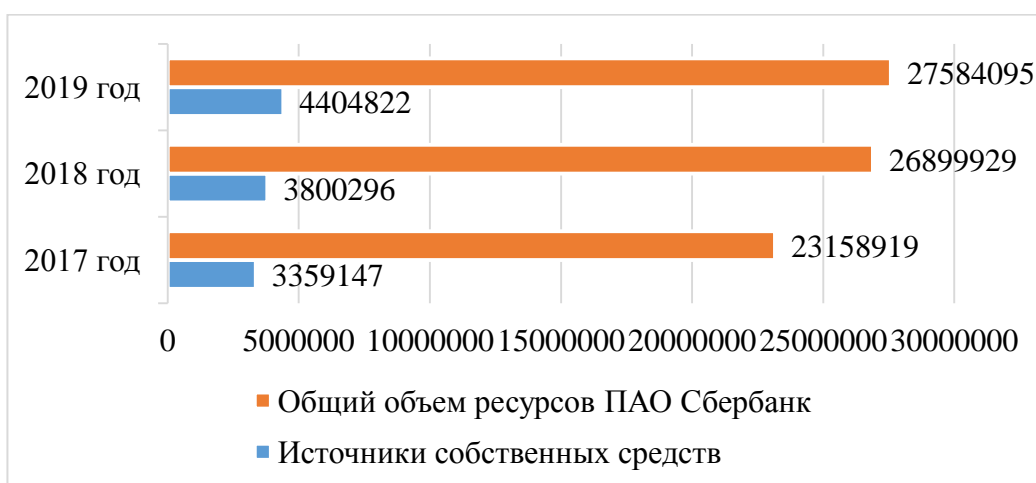 2019 год
27584095
4404822
2018 год
26899929
3800296
2017 год
23158919
3359147
0 5000000 10000000 15000000 20000000 25000000 30000000
Общий объем ресурсов ПАО Сбербанк
Источники собственных средств